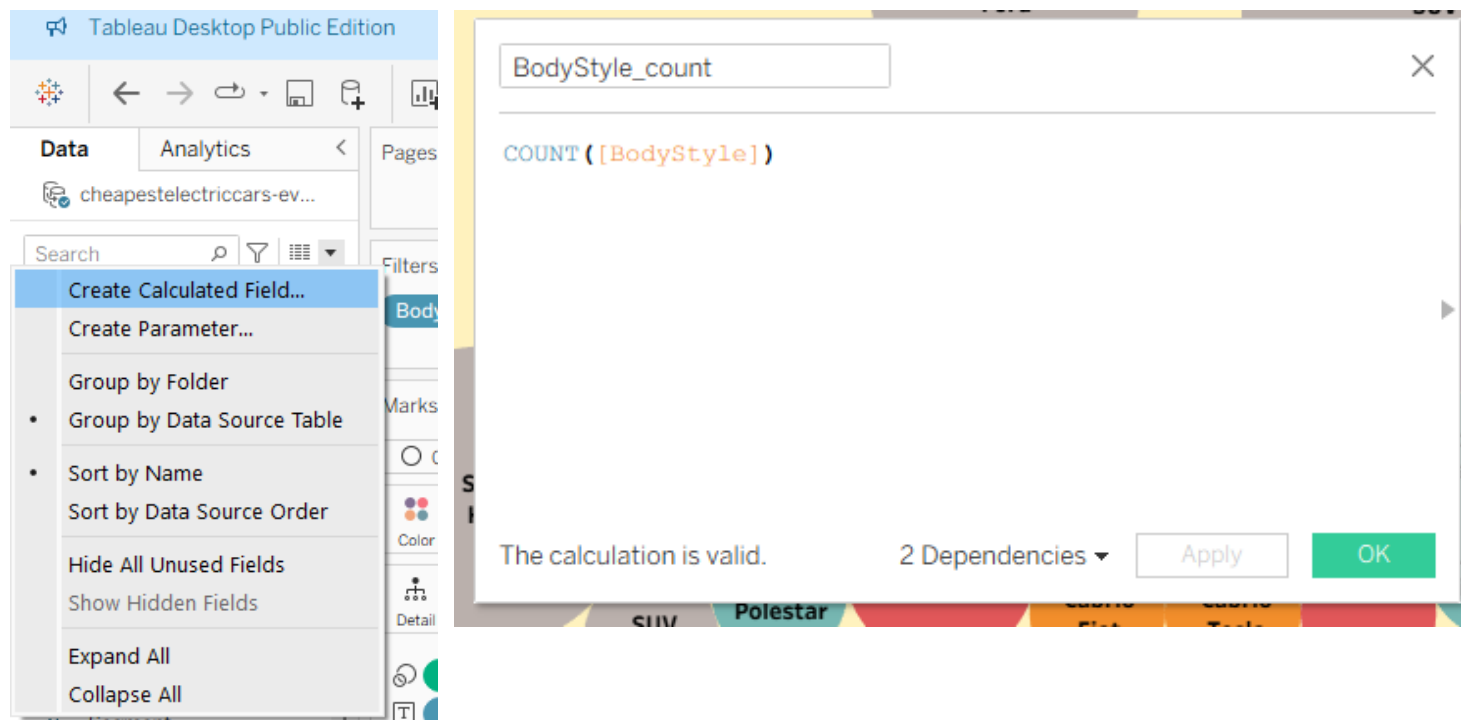 Tableau Desktop Public Edition
Data
Analytics
Pages
cheapestelectriccars-ev...
Search
Filters
Create Calculated Field...
Create Parameter...
Body
Group by Folder
Group by Data Source Table
Marks
Sort by Name
Sort by Data Source Order
Color
Hide All Unused Fields
Show Hidden Fields
Detail
Expand All
Collapse All
BodyStyle_count
COUNT([BodyStyle])
The calculation is valid.
2 Dependencies
Apply
OK
SUV
Polestar